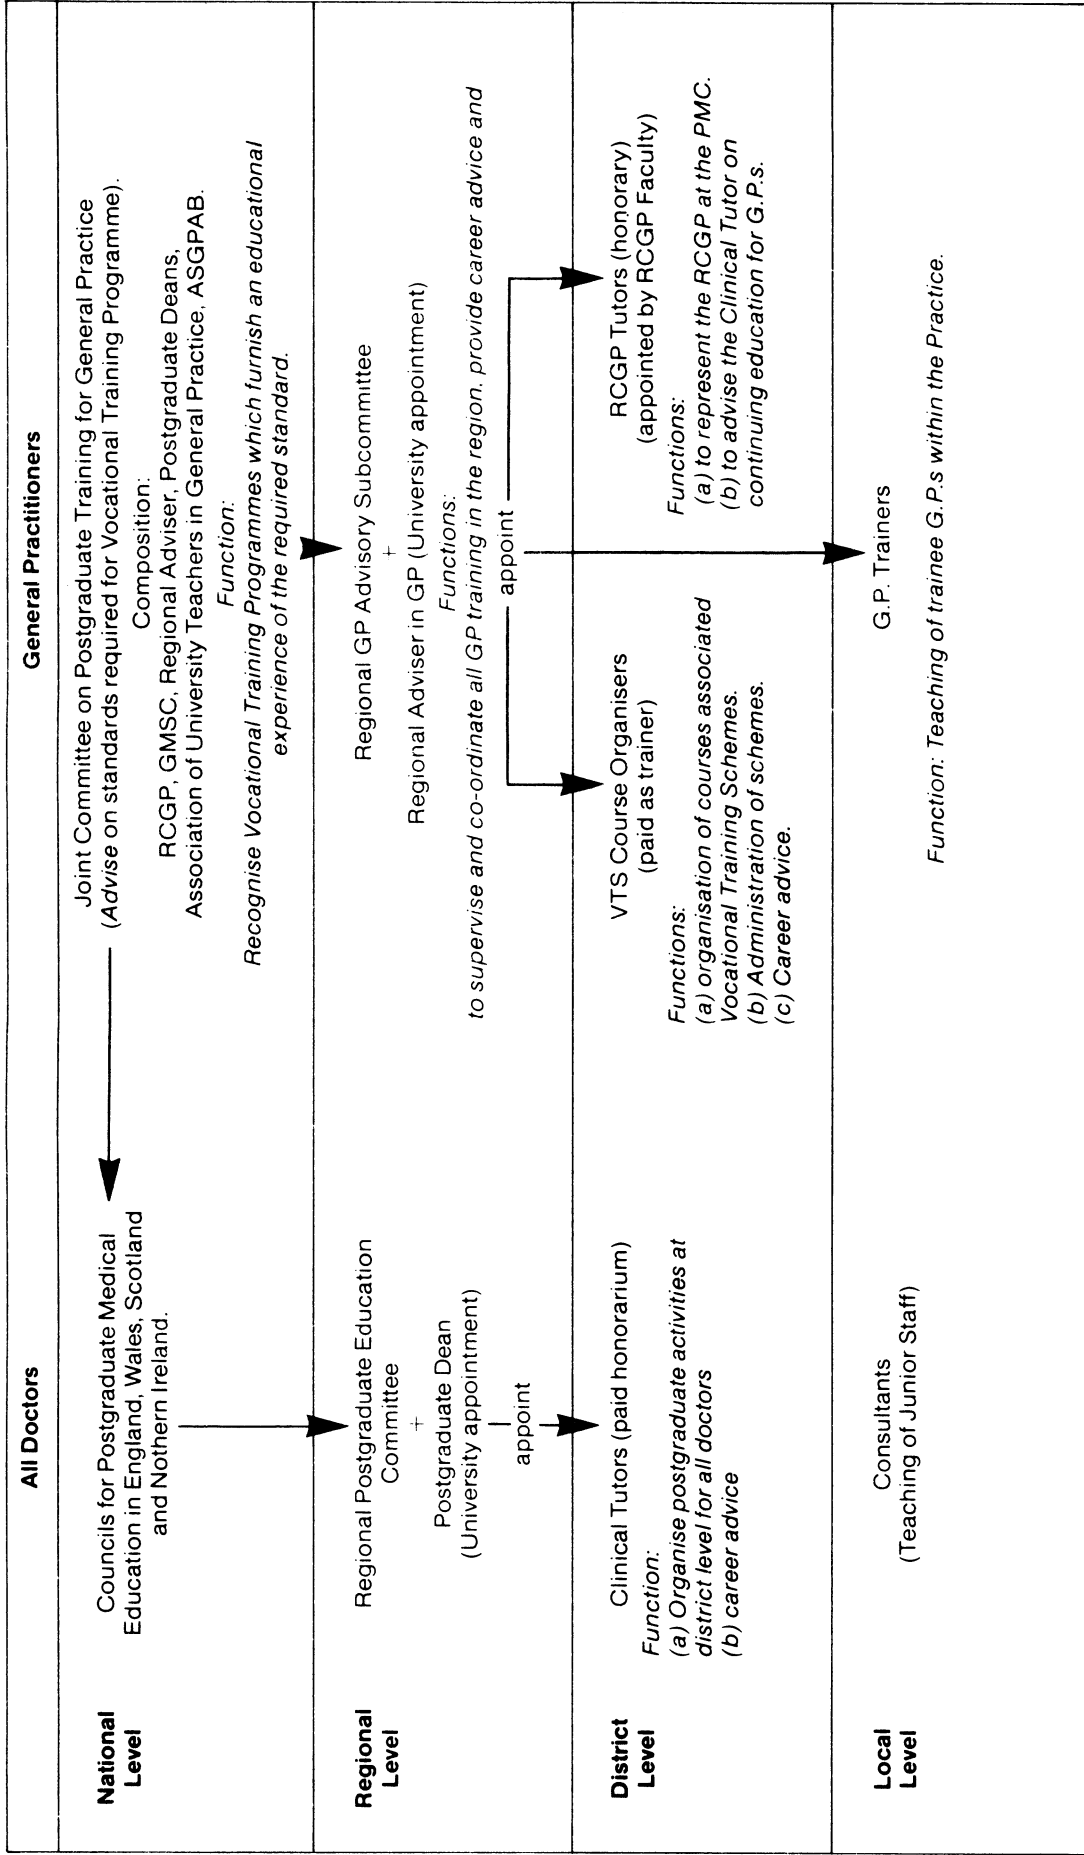 All Doctors
General Practitioners
National
Level
Councils for Postgraduate Medical
Education in England, Wales, Scotland
and Nothern Ireland.
Joint Committee on Postgraduate Training for General Practice
(Advise on standards required for Vocational Training Programme).
Composition:
RCGP, GMSC, Regional Adviser, Postgraduate Deans,
Association of University Teachers in General Practice, ASGPAB.
Function:
Recognise Vocational Training Programmes which furnish an educational
experience of the required standard.
Regional
Level
Regional Postgraduate Education
Committee
+
Postgraduate Dean
(University appointment)
appoint
Regional GP Advisory Subcommittee
+
Regional Adviser in GP (University appointment)
Functions:
to supervise and co-ordinate all GP training in the region. provide career advice and
appoint
District
Level
Clinical Tutors (paid honorarium)
Function:
(a) Organise postgraduate activities at
district level for all doctors
(b) career advice
VTS Course Organisers
(paid as trainer)
Functions:
(a) organisation of courses associated
Vocational Training Schemes.
(b) Administration of schemes.
(c) Career advice.
RCGP Tutors (honorary)
(appointed by RCGP Faculty)
Functions:
(a) to represent the RCGP at the PMC.
(b) to advise the Clinical Tutor on
continuing education for G.P.s.
Local
Level
Consultants
(Teaching of Junior Staff)
G.P. Trainers
Function: Teaching of trainee G.P.s within the Practice.